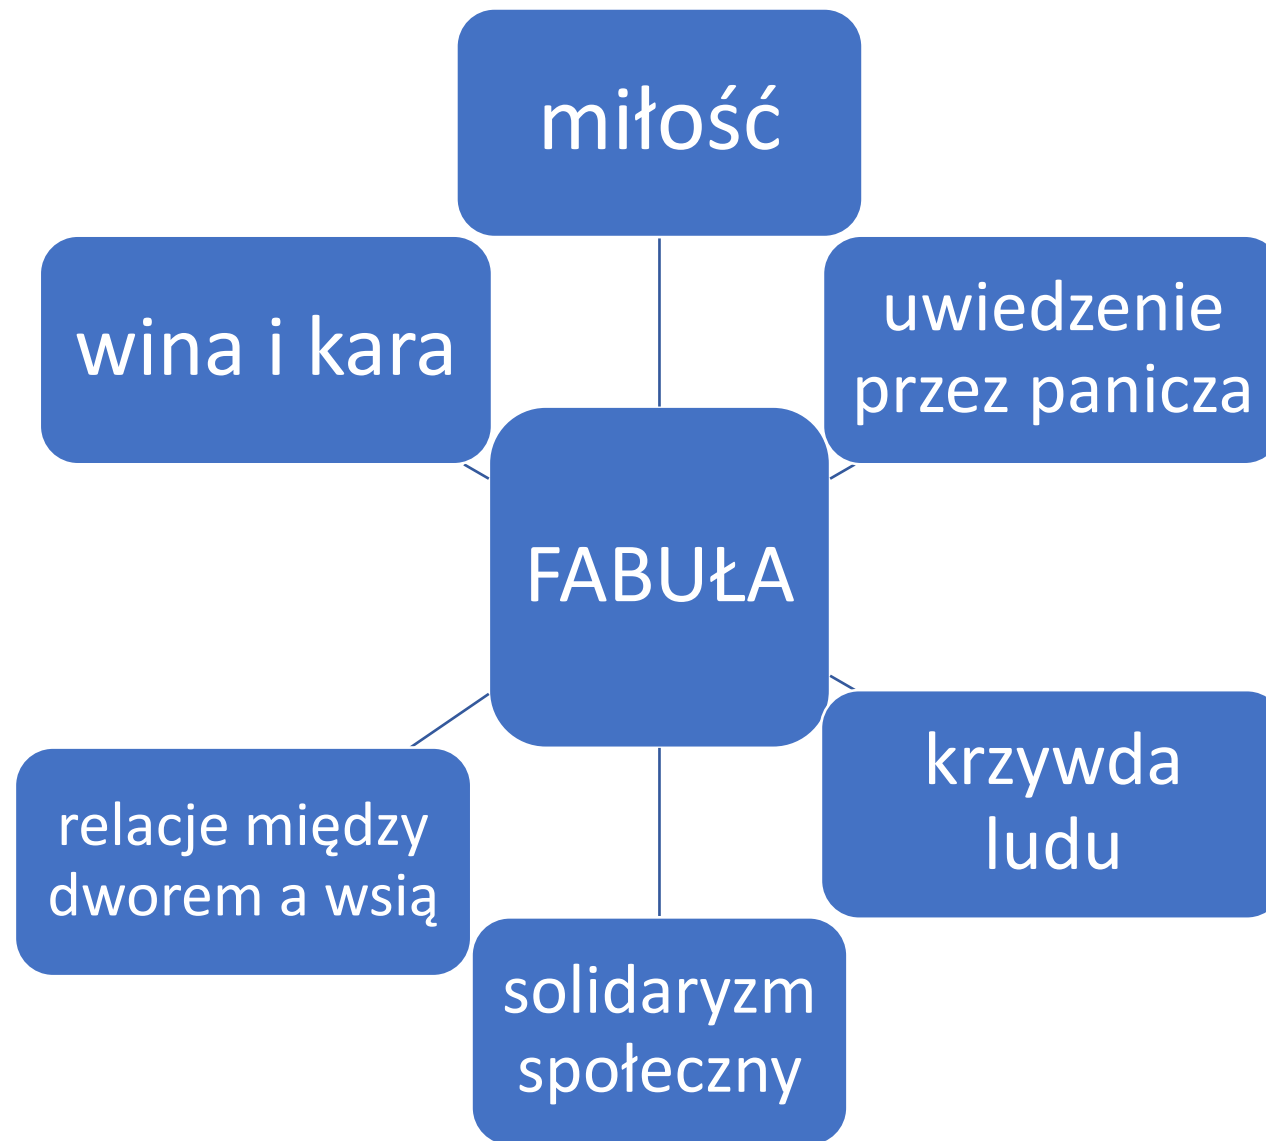 miłość
wina i kara
uwiedzenie
przez panicza
FABUŁA
relacje między
dworem a wsią
krzywda
ludu
solidaryzm
społeczny